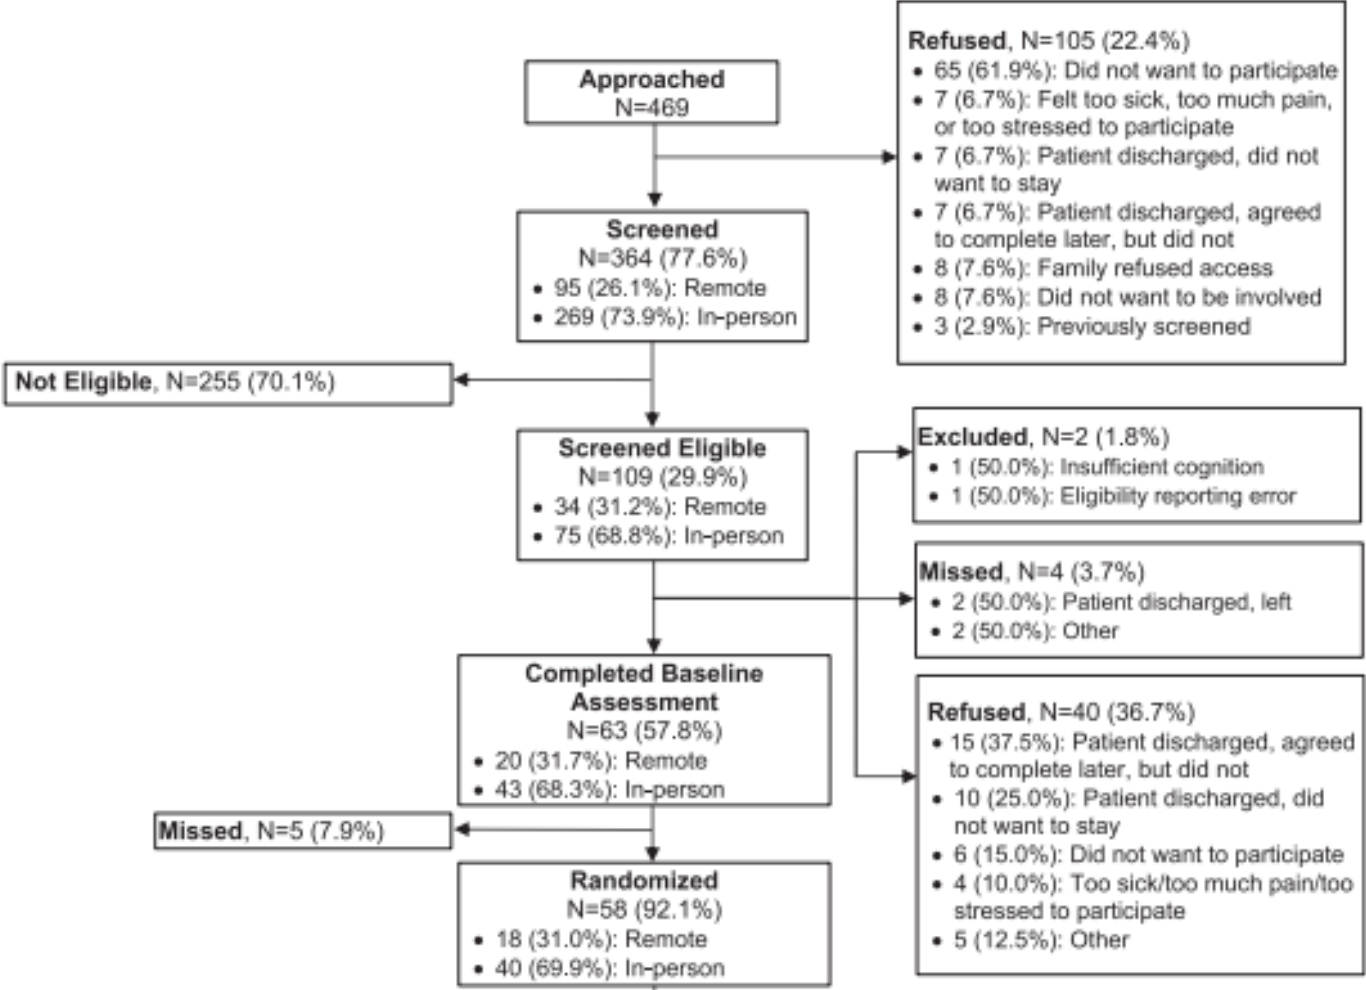 Approached
N=469
Refused, N=105 (22.4%)
• 65 (61.9%): Did not want to participate
• 7 (6.7%): Felt too sick, too much pain,
or too stressed to participate
• 7 (6.7%): Patient discharged, did not
want to stay
• 7 (6.7%): Patient discharged, agreed
to complete later, but did not
• 8 (7.6%): Family refused access
• 8 (7.6%): Did not want to be involved
• 3 (2.9%): Previously screened
Screened
N=364 (77.6%)
• 95 (26.1%): Remote
• 269 (73.9%): In-person
Not Eligible, N=255 (70.1%)
Screened Eligible
N=109 (29.9%)
• 34 (31.2%): Remote
• 75 (68.8%): In-person
Excluded, N=2 (1.8%)
• 1 (50.0%): Insufficient cognition
• 1 (50.0%): Eligibility reporting error
Missed, N=4 (3.7%)
• 2 (50.0%): Patient discharged, left
• 2 (50.0%): Other
Refused, N=40 (36.7%)
• 15 (37.5%): Patient discharged, agreed
to complete later, but did not
• 10 (25.0%): Patient discharged, did
not want to stay
• 6 (15.0%): Did not want to participate
• 4 (10.0%): Too sick/too much pain/too
stressed to participate
• 5 (12.5%): Other
Completed Baseline
Assessment
N=63 (57.8%)
• 20 (31.7%): Remote
• 43 (68.3%): In-person
Missed, N=5 (7.9%)
Randomized
N=58 (92.1%)
• 18 (31.0%): Remote
• 40 (69.9%): In-person